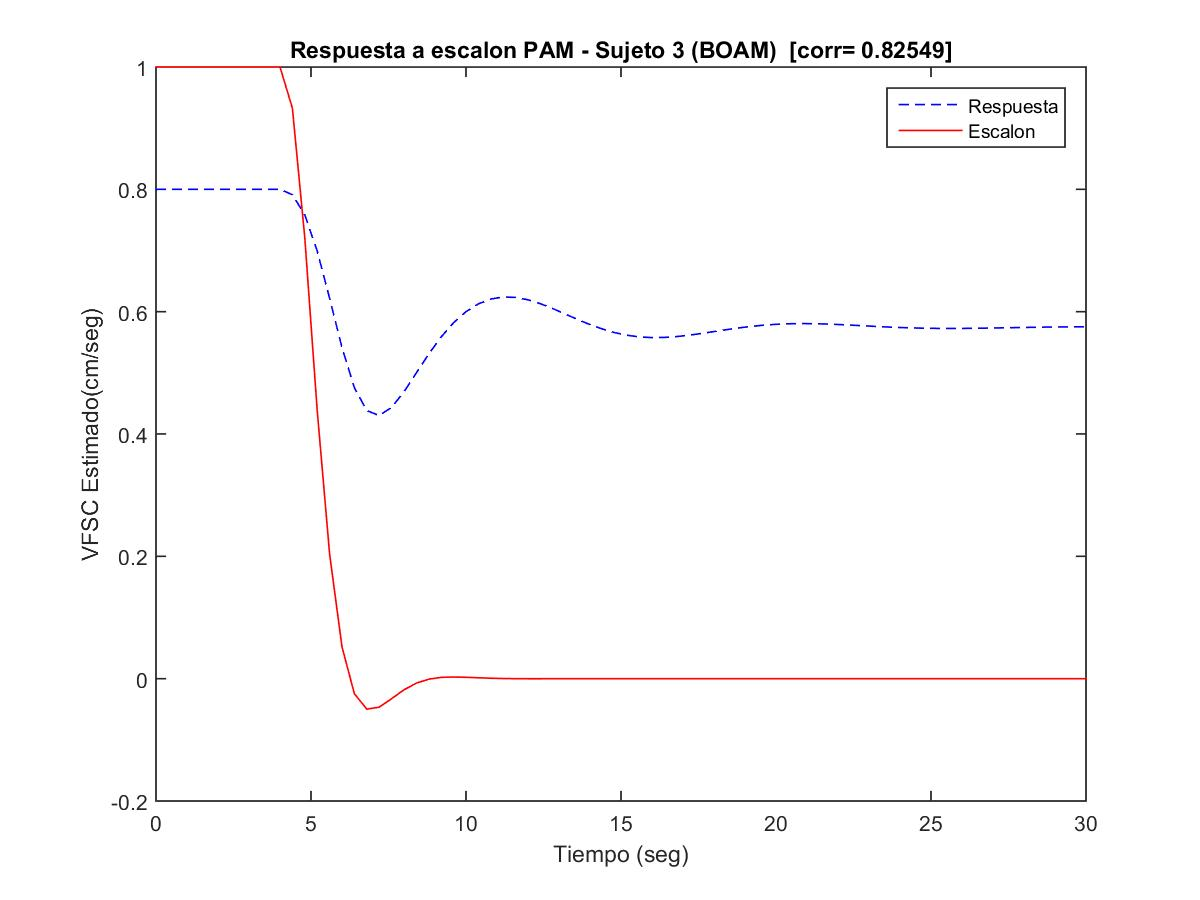 Respuesta a escalon PAM - Sujeto 3 (BOAM)  [corr= 0.82549]
Respuesta
Escalon
1
0.8
0.6
0.4
0.2
0
-0.2
VFSC Estimado(cm/seg)
0 5 10 15 20 25 30
Tiempo (seg)